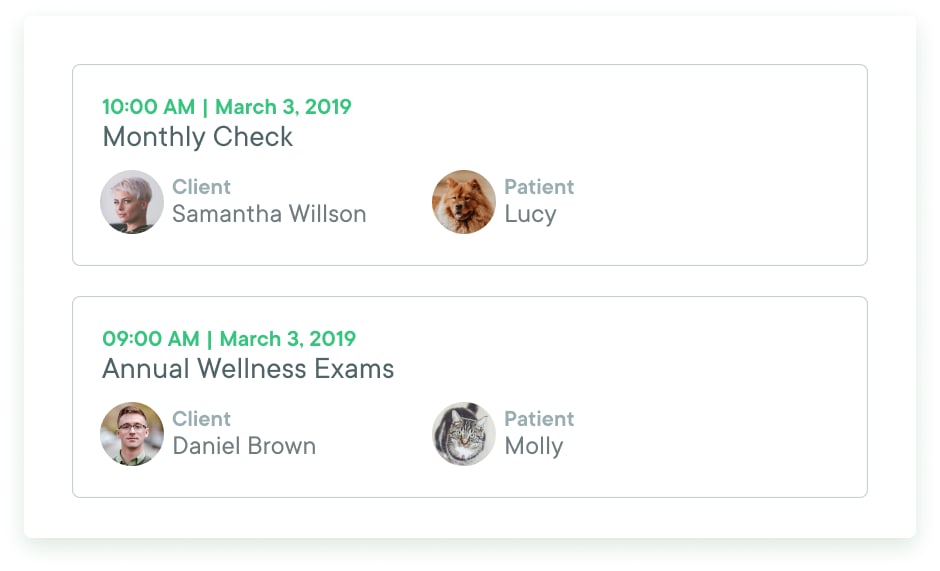 10:00 AM | March 3, 2019
Monthly Check
Client
Samantha Willson
Patient
Lucy
09:00 AM | March 3, 2019
Annual Wellness Exams
Client
Daniel Brown
Patient
Molly